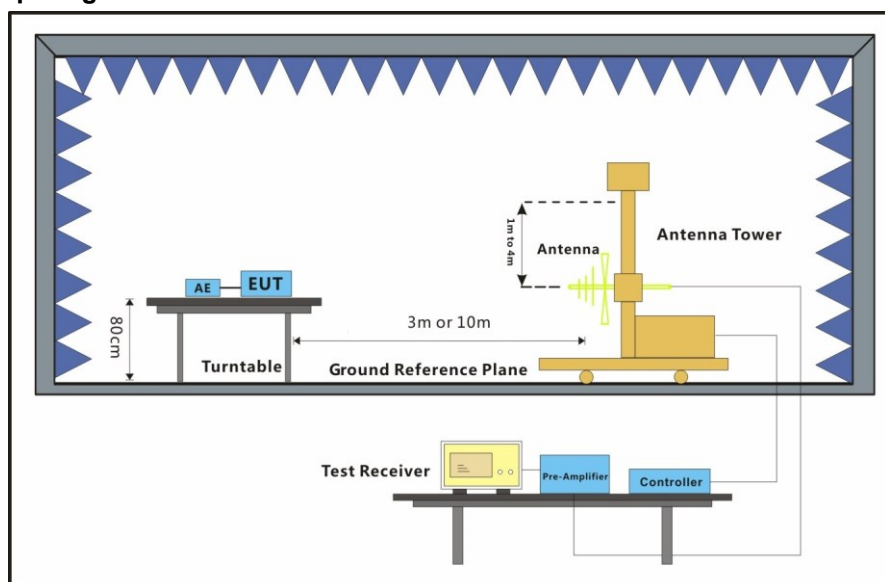 1m to 4m
Antenna
Antenna Tower
AE
EUT
80cm
3m or 10m
Turntable
Ground Reference Plane
Test Receiver
Pre-Amplifier
Controller